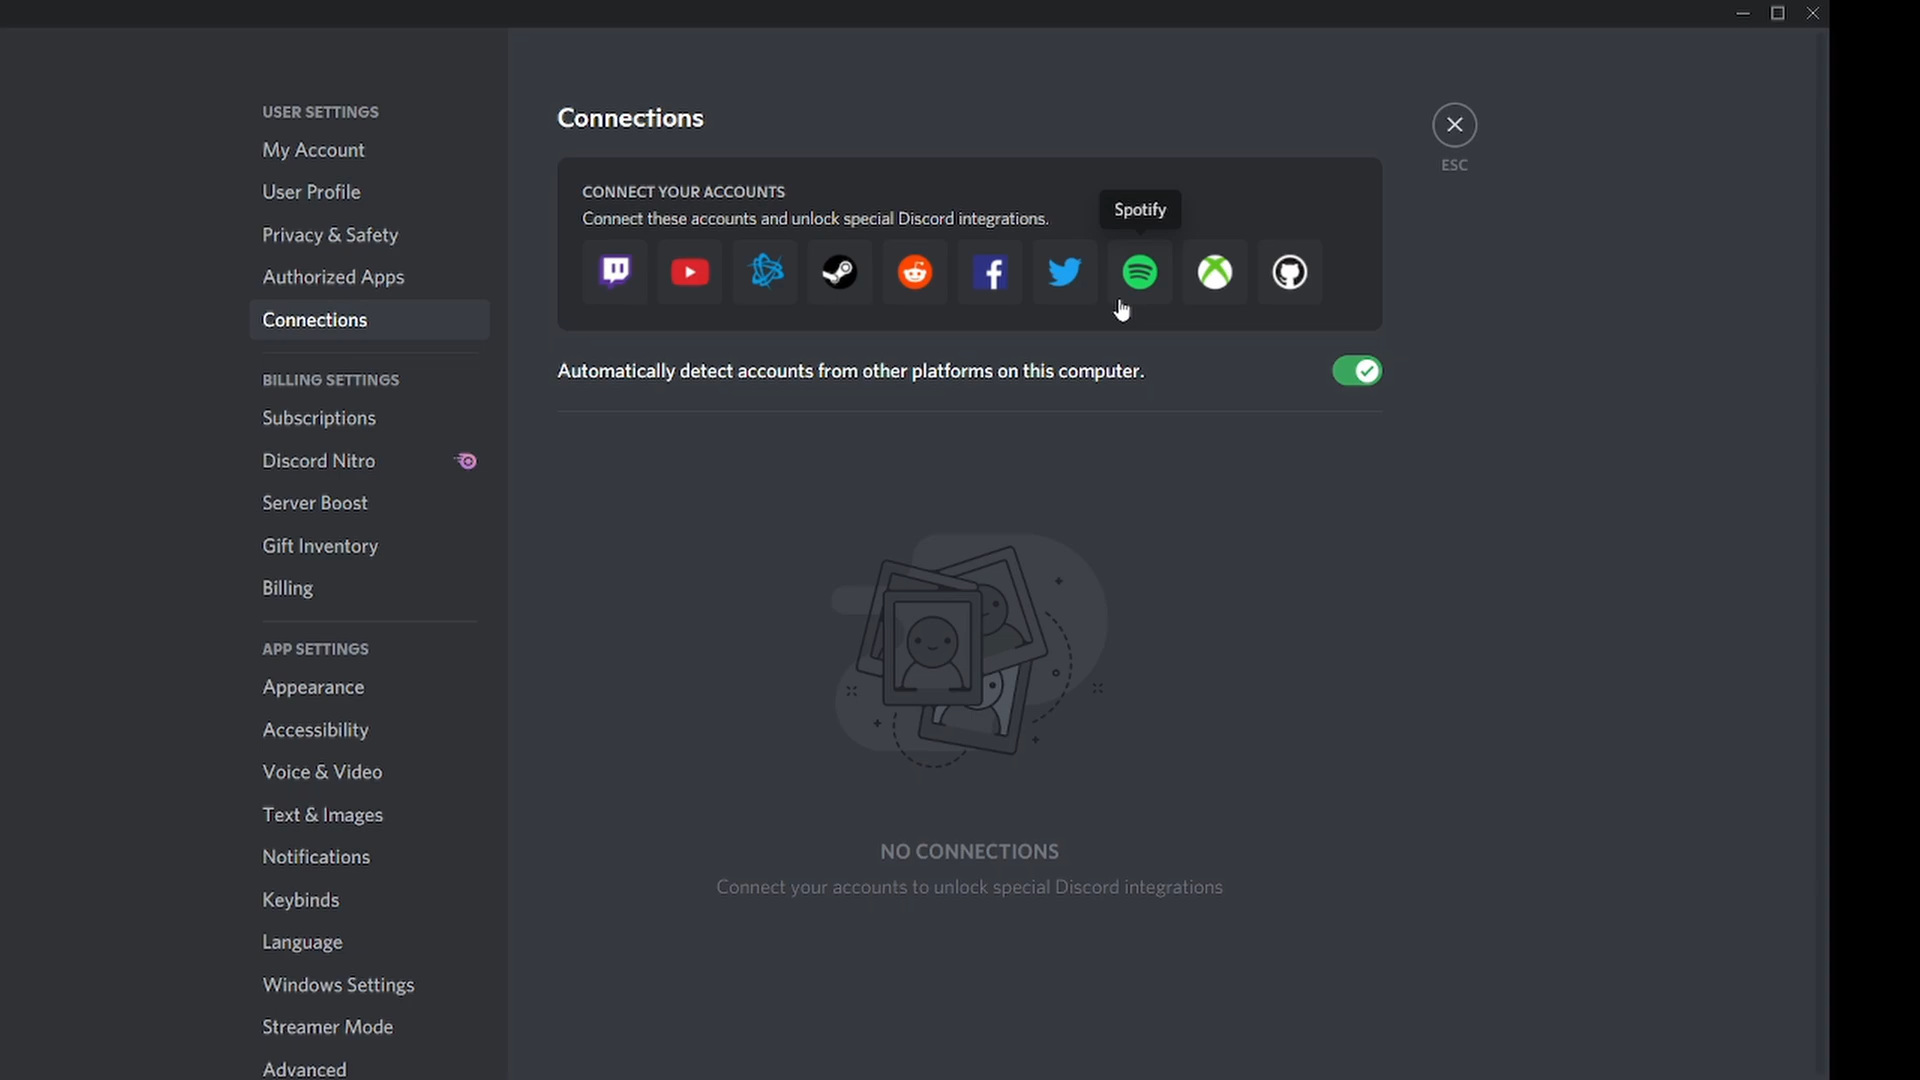 USER SETTINGS
My Account
User Profile
Privacy & Safety
Authorized Apps
Connections
BILLING SETTINGS
Subscriptions
Discord Nitro
Server Boost
Gift Inventory
Billing
APP SETTINGS
Appearance
Accessibility
Voice & Video
Text & Images
Notifications
Keybinds
Language
Windows Settings
Streamer Mode
Advanced
Connections
ESC
CONNECT YOUR ACCOUNTS
Connect these accounts and unlock special Discord integrations.
Spotify
Automatically detect accounts from other platforms on this computer.
NO CONNECTIONS
Connect your accounts to unlock special Discord integrations